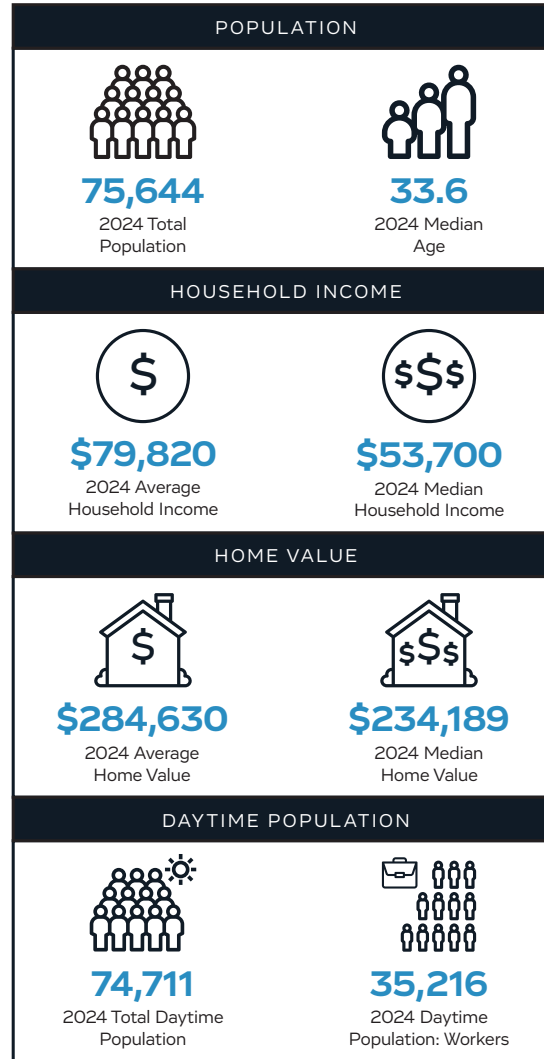 POPULATION
75,644
2024 Total
Population
33.6
2024 Median
Age
HOUSEHOLD INCOME
$
$79,820
2024 Average
Household Income
$$$
$53,700
2024 Median
Household Income
HOME VALUE
$
$284,630
2024 Average
Home Value
$$$
$234,189
2024 Median
Home Value
DAYTIME POPULATION
74,711
2024 Total Daytime
Population
35,216
2024 Daytime
Population: Workers